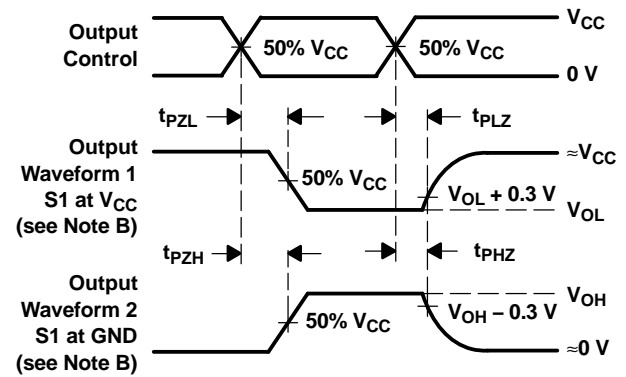 Output
Control
50% VCC
50% VCC
VCC
0 V
tPZL
tPLZ
Output
Waveform 1
S1 at VCC
(see Note B)
50% VCC
≈VCC
VOL + 0.3 V
VOL
tPZH
tPHZ
Output
Waveform 2
S1 at GND
(see Note B)
50% VCC
VOH
VOH − 0.3 V
≈0 V